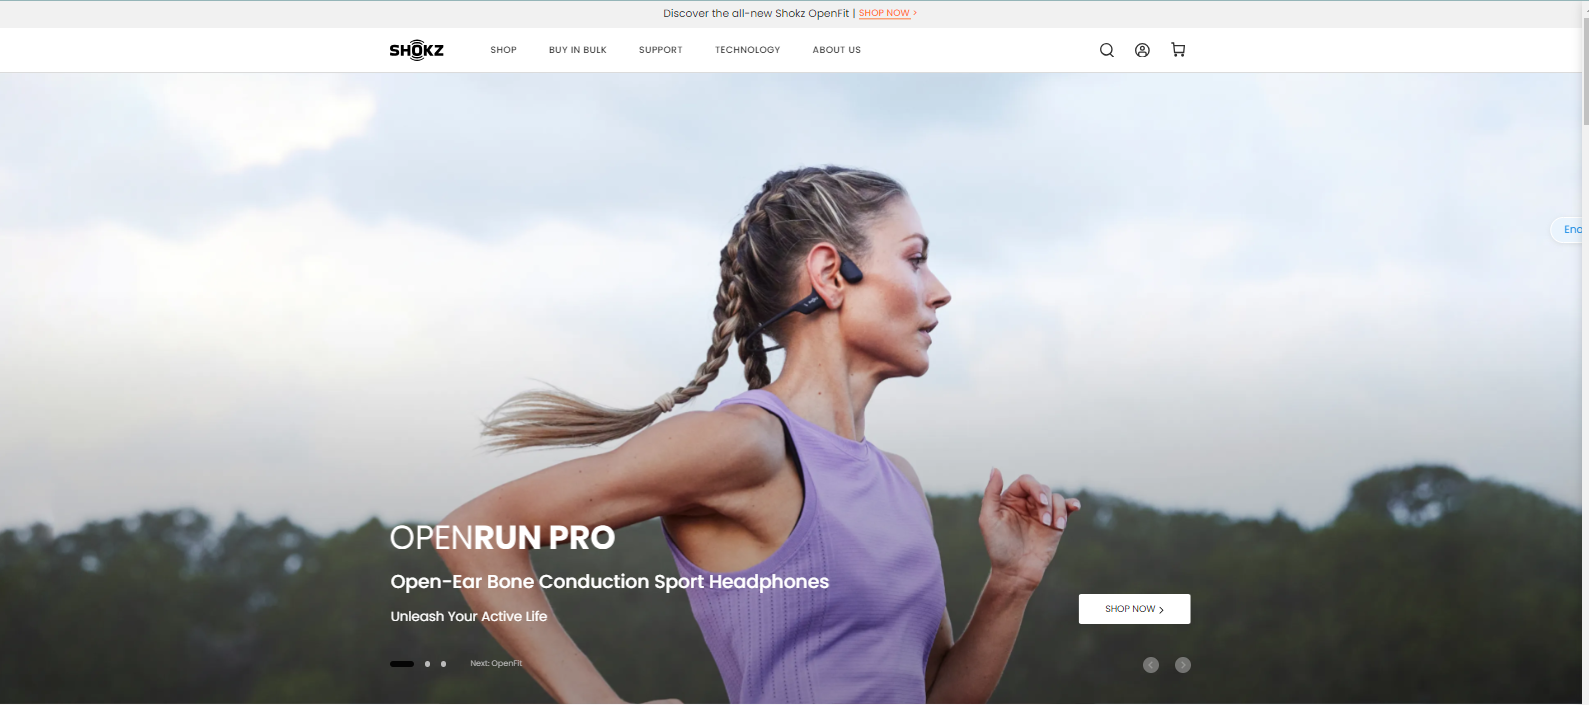 Discover the all-new Shokz OpenFit | SHOP NOW >
SHOKZ SHOP BUY IN BULK SUPPORT TECHNOLOGY ABOUT US
OPENRUN PRO
Open-Ear Bone Conduction Sport Headphones
Unleash Your Active Life
SHOP NOW >
Next: OpenFit